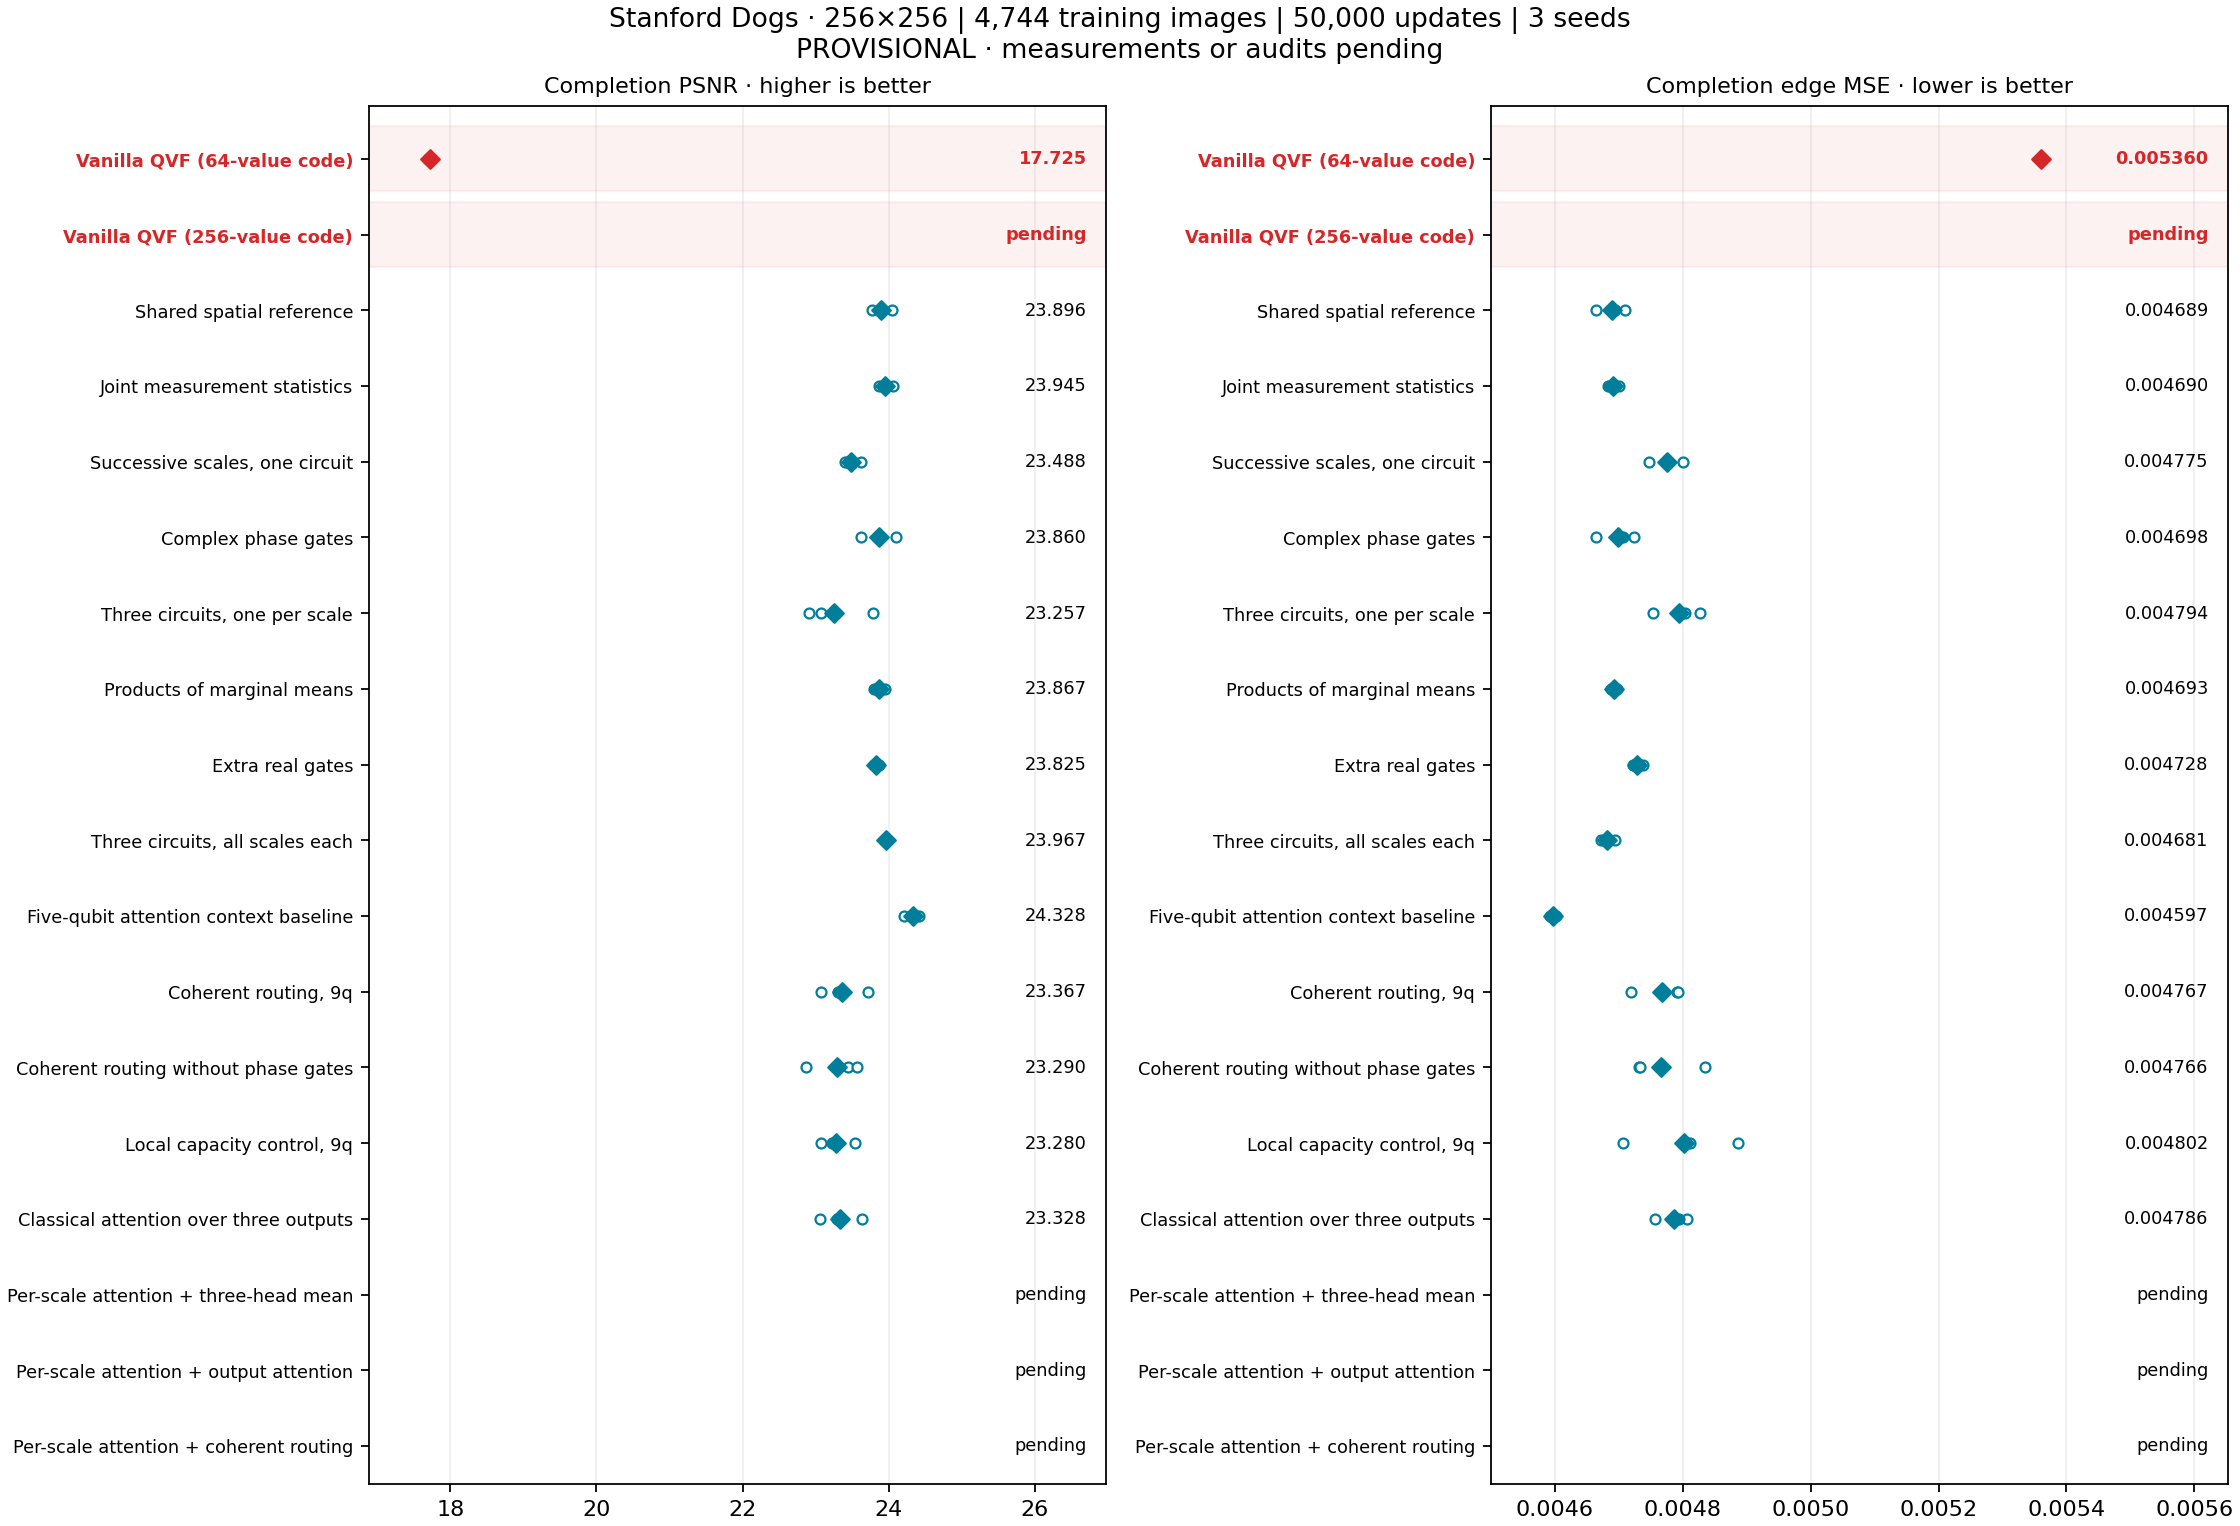 Stanford Dogs · 256×256 | 4,744 training images | 50,000 updates | 3 seeds
PROVISIONAL · measurements or audits pending
Completion PSNR · higher is better
Vanilla QVF (64-value code) 17.725
Vanilla QVF (256-value code) pending
Shared spatial reference 23.896
Joint measurement statistics 23.945
Successive scales, one circuit 23.488
Complex phase gates 23.860
Three circuits, one per scale 23.257
Products of marginal means 23.867
Extra real gates 23.825
Three circuits, all scales each 23.967
Five-qubit attention context baseline 24.328
Coherent routing, 9q 23.367
Coherent routing without phase gates 23.290
Local capacity control, 9q 23.280
Classical attention over three outputs 23.328
Per-scale attention + three-head mean pending
Per-scale attention + output attention pending
Per-scale attention + coherent routing pending
18 20 22 24 26
Completion edge MSE · lower is better
Vanilla QVF (64-value code) 0.005360
Vanilla QVF (256-value code) pending
Shared spatial reference 0.004689
Joint measurement statistics 0.004690
Successive scales, one circuit 0.004775
Complex phase gates 0.004698
Three circuits, one per scale 0.004794
Products of marginal means 0.004693
Extra real gates 0.004728
Three circuits, all scales each 0.004681
Five-qubit attention context baseline 0.004597
Coherent routing, 9q 0.004767
Coherent routing without phase gates 0.004766
Local capacity control, 9q 0.004802
Classical attention over three outputs 0.004786
Per-scale attention + three-head mean pending
Per-scale attention + output attention pending
Per-scale attention + coherent routing pending
0.0046 0.0048 0.0050 0.0052 0.0054 0.0056